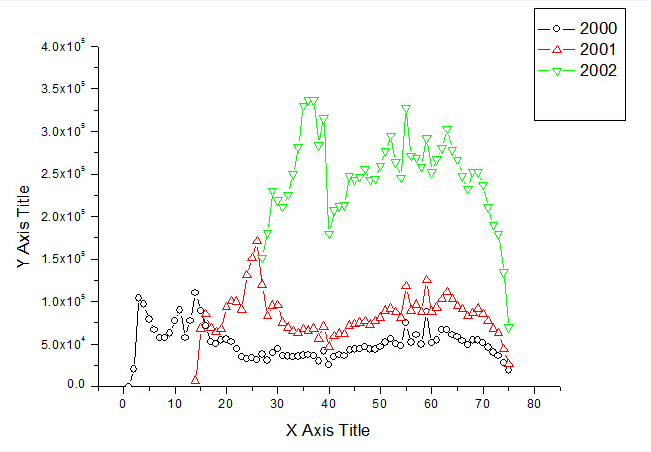 2000
2001
2002
4.0x10⁵
3.5x10⁵
3.0x10⁵
2.5x10⁵
2.0x10⁵
1.5x10⁵
1.0x10⁵
5.0x10⁴
0.0
Y Axis Title
0 10 20 30 40 50 60 70 80
X Axis Title